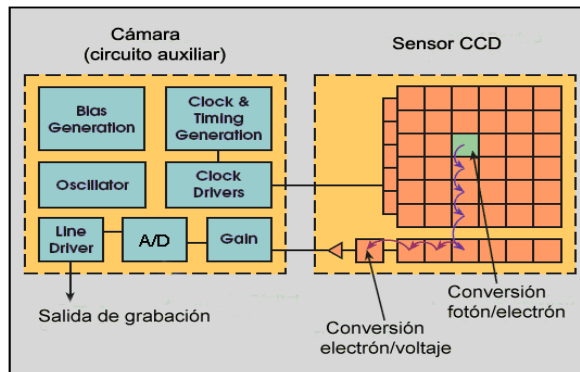 Cámara
(circuito auxiliar)
Sensor CCD
Bias
Generation
Clock &
Timing
Generation
Oscillator
Clock
Drivers
Line
Driver
A/D
Gain
Salida de grabación
Conversión
electrón/voltaje
Conversión
fotón/electrón